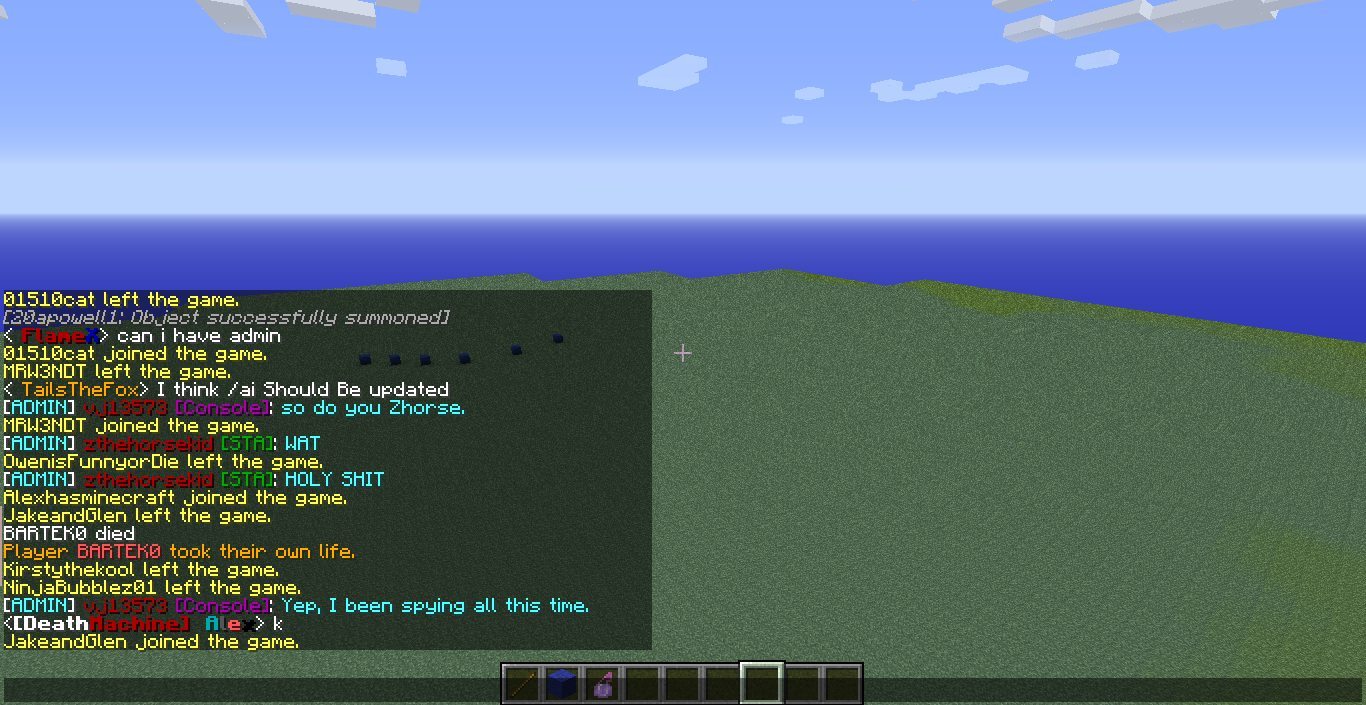 01510cat left the game.
[20apowell1: Object successfully summoned]
< FlameX> can i have admin
01510cat joined the game.
MRW3NDT left the game.
< TailsTheFox> I think /ai Should Be updated
[ADMIN] vj13573 [Console]: so do you Zhorse.
MRW3NDT joined the game.
[ADMIN] zthehorsekid [STA]: WAT
OwenisFunnyorDie left the game.
[ADMIN] zthehorsekid [STA]: HOLY SHIT
Alexhasminecraft joined the game.
JakeandGlen left the game.
BARTEK0 died
Player BARTEK0 took their own life.
Kirstythekool left the game.
NinjaBubblez01 left the game.
[ADMIN] vj13573 [Console]: Yep, I been spying all this time.
<[DeathMachine] Alex> k
JakeandGlen joined the game.